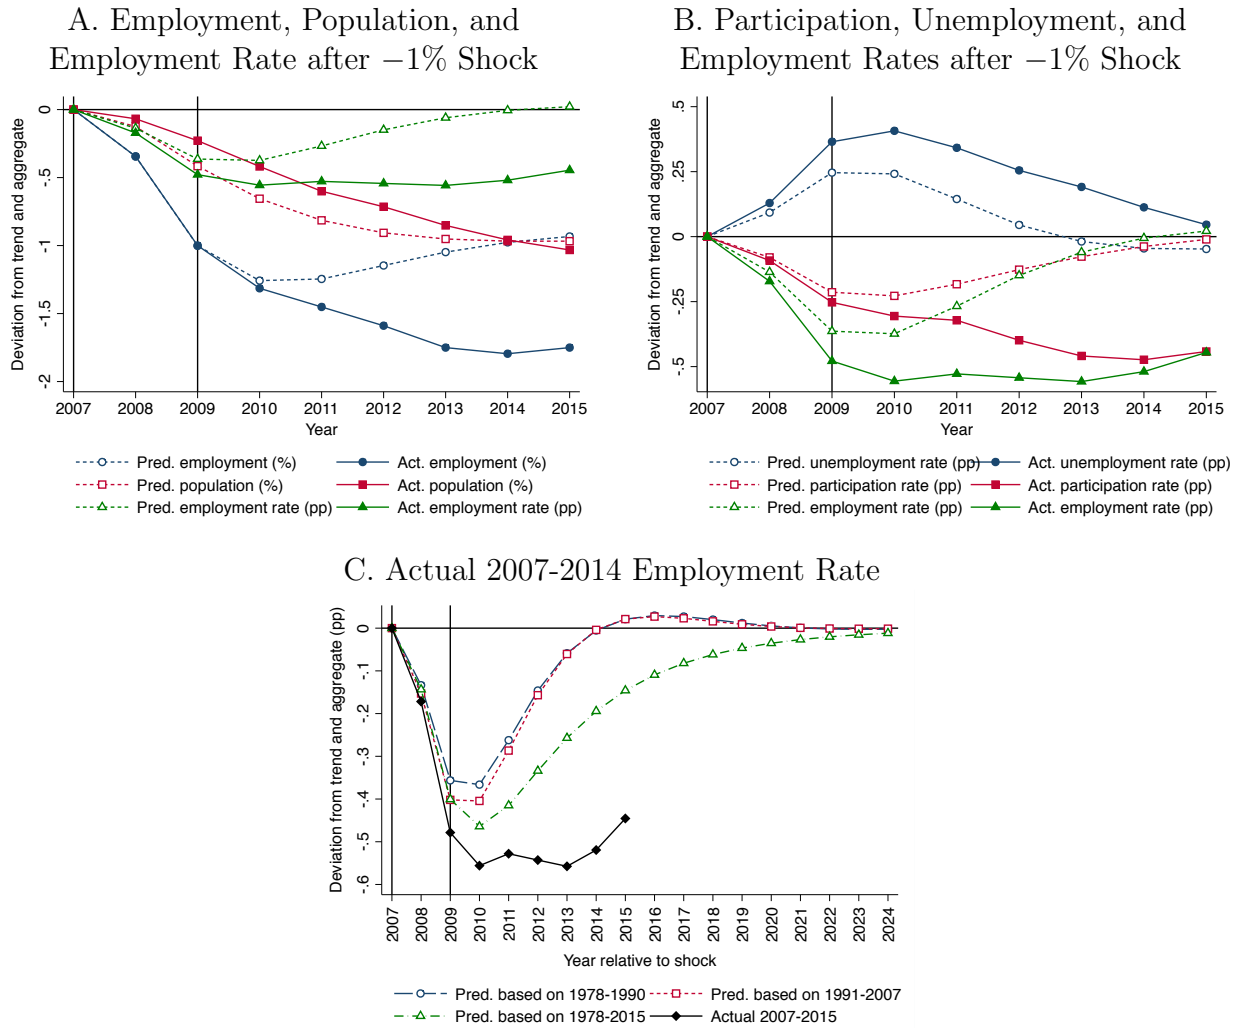 A. Employment, Population, and
Employment Rate after −1% Shock
Deviation from trend and aggregate
0
-.5
-1
-1.5
-2
2007 2008 2009 2010 2011 2012 2013 2014 2015
Year
Pred. employment (%) Act. employment (%)
Pred. population (%) Act. population (%)
Pred. employment rate (pp) Act. employment rate (pp)
B. Participation, Unemployment, and
Employment Rates after −1% Shock
Deviation from trend and aggregate
.5
.25
0
-.25
-.5
2007 2008 2009 2010 2011 2012 2013 2014 2015
Year
Pred. unemployment rate (pp) Act. unemployment rate (pp)
Pred. participation rate (pp) Act. participation rate (pp)
Pred. employment rate (pp) Act. employment rate (pp)
C. Actual 2007-2014 Employment Rate
Deviation from trend and aggregate (pp)
0
-.1
-.2
-.3
-.4
-.5
-.6
2007 2008 2009 2010 2011 2012 2013 2014 2015 2016 2017 2018 2019 2020 2021 2022 2023 2024
Year relative to shock
Pred. based on 1978-1990 Pred. based on 1991-2007
Pred. based on 1978-2015 Actual 2007-2015